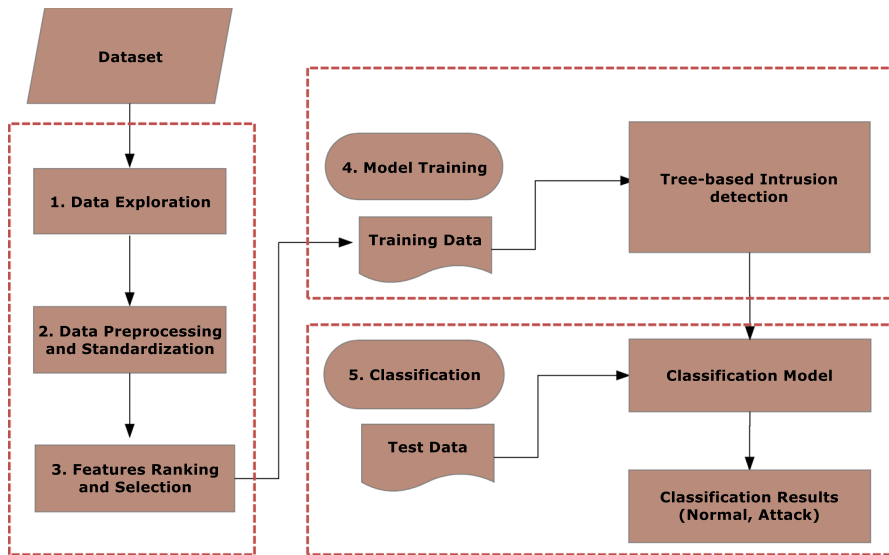 Dataset
1. Data Exploration
2. Data Preprocessing
and Standardization
3. Features Ranking
and Selection
4. Model Training
Training Data
Tree-based Intrusion
detection
5. Classification
Test Data
Classification Model
Classification Results
(Normal, Attack)